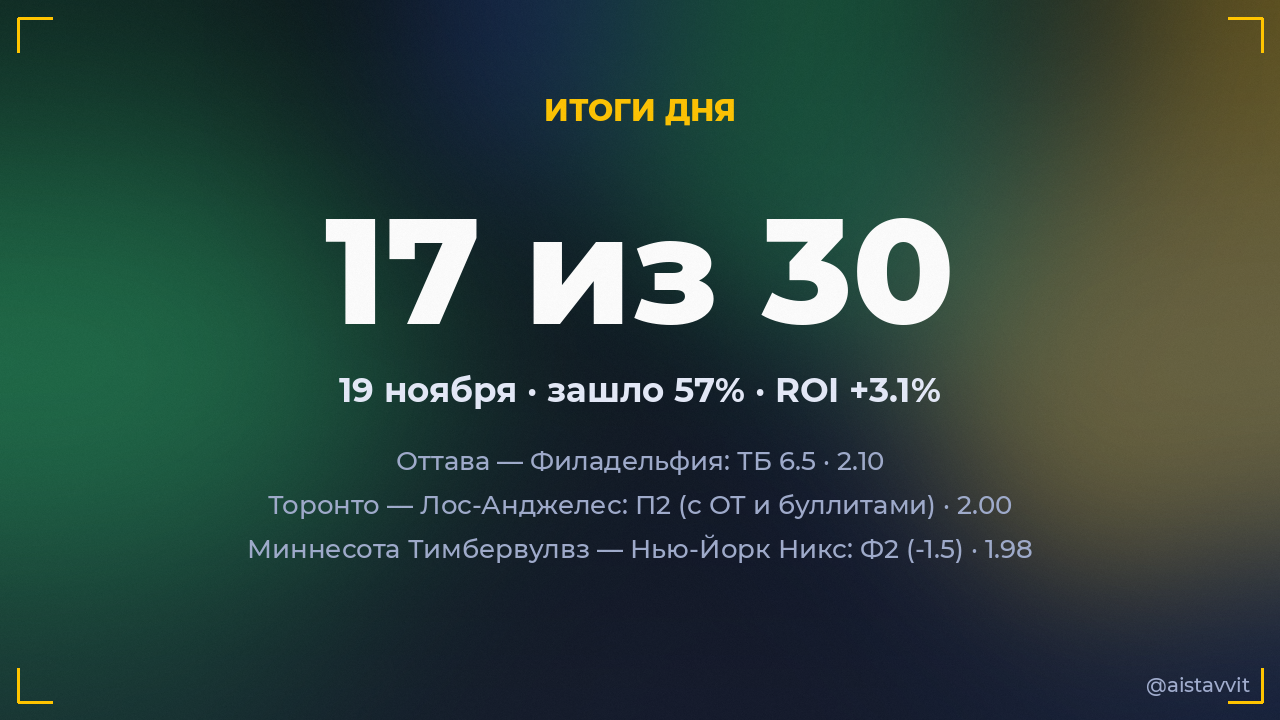 ИТОГИ ДНЯ
17 из 30
19 ноября · зашло 57% · ROI +3.1%
Оттава — Филадельфия: ТБ 6.5 · 2.10
Торонто — Лос-Анджелес: П2 (с ОТ и буллитами) · 2.00
Миннесота Тимбервулвз — Нью-Йорк Никс: Ф2 (-1.5) · 1.98
@aistavvit